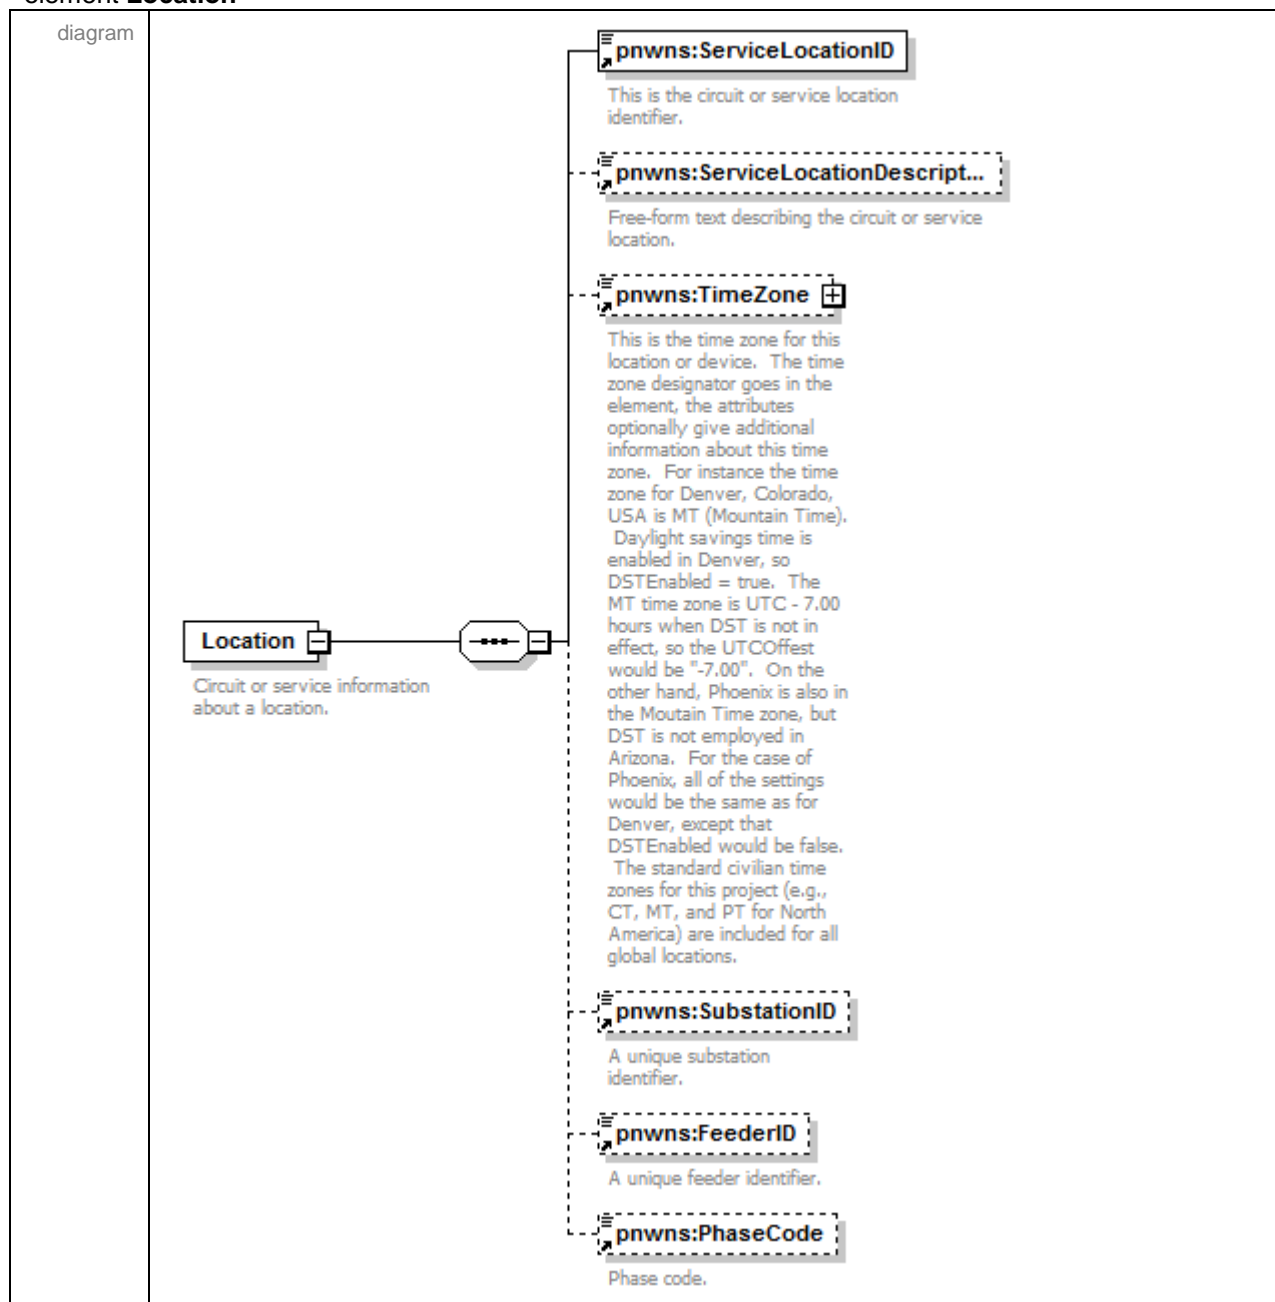 element Location
diagram
pnwns:ServiceLocationID
This is the circuit or service location
identifier.
pnwns:ServiceLocationDescript...
Free-form text describing the circuit or service
location.
pnwns:TimeZone
This is the time zone for this
location or device.  The time
zone designator goes in the
element, the attributes
optionally give additional
information about this time
zone.  For instance the time
zone for Denver, Colorado,
USA is MT (Mountain Time).
Daylight savings time is
enabled in Denver, so
DSTEnabled = true.  The
MT time zone is UTC - 7.00
hours when DST is not in
effect, so the UTCOffest
would be "-7.00".  On the
other hand, Phoenix is also in
the Moutain Time zone, but
DST is not employed in
Arizona.  For the case of
Phoenix, all of the settings
would be the same as for
Denver, except that
DSTEnabled would be false.
The standard civilian time
zones for this project (e.g.,
CT, MT, and PT for North
America) are included for all
global locations.
Location
Circuit or service information
about a location.
pnwns:SubstationID
A unique substation
identifier.
pnwns:FeederID
A unique feeder identifier.
pnwns:PhaseCode
Phase code.